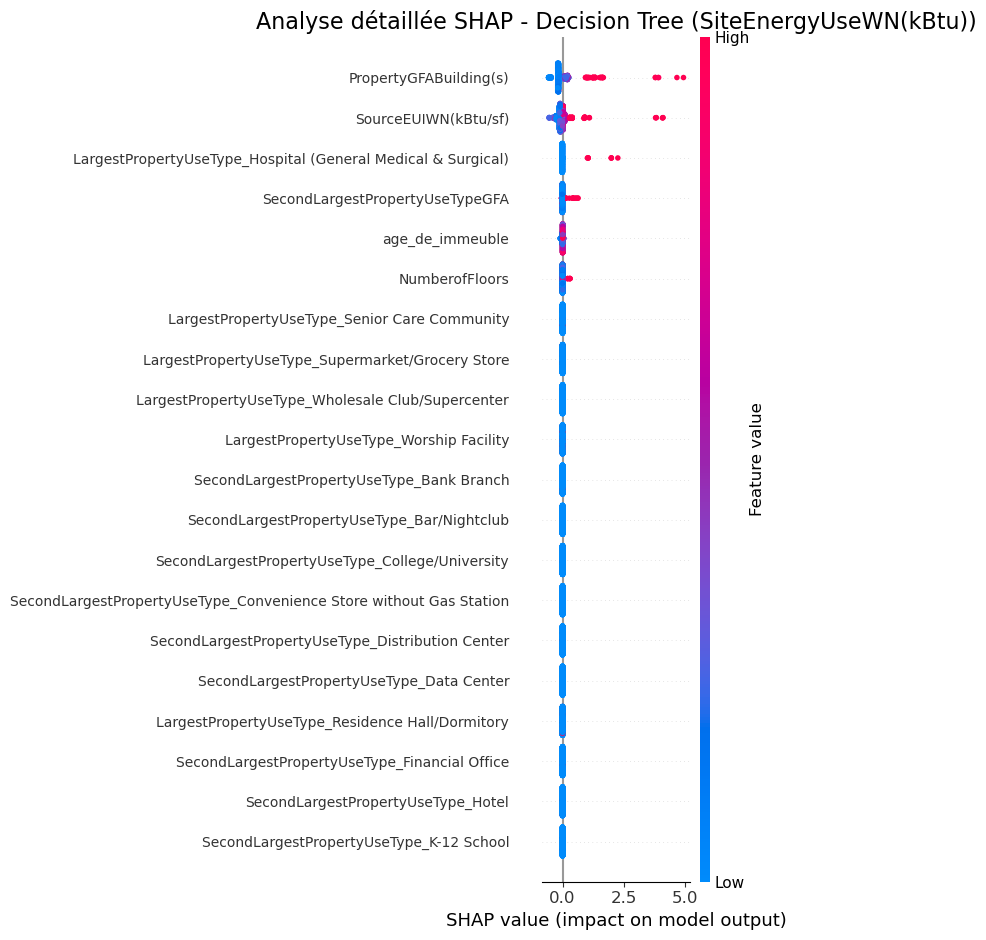 Analyse détaillée SHAP - Decision Tree (SiteEnergyUseWN(kBtu))
High
PropertyGFABuilding(s)
SourceEUIWN(kBtu/sf)
LargestPropertyUseType_Hospital (General Medical & Surgical)
SecondLargestPropertyUseTypeGFA
age_de_immeuble
NumberofFloors
LargestPropertyUseType_Senior Care Community
LargestPropertyUseType_Supermarket/Grocery Store
LargestPropertyUseType_Wholesale Club/Supercenter
LargestPropertyUseType_Worship Facility
SecondLargestPropertyUseType_Bank Branch
SecondLargestPropertyUseType_Bar/Nightclub
SecondLargestPropertyUseType_College/University
SecondLargestPropertyUseType_Convenience Store without Gas Station
SecondLargestPropertyUseType_Distribution Center
SecondLargestPropertyUseType_Data Center
LargestPropertyUseType_Residence Hall/Dormitory
SecondLargestPropertyUseType_Financial Office
SecondLargestPropertyUseType_Hotel
SecondLargestPropertyUseType_K-12 School
Feature value
Low
0.0 2.5 5.0
SHAP value (impact on model output)